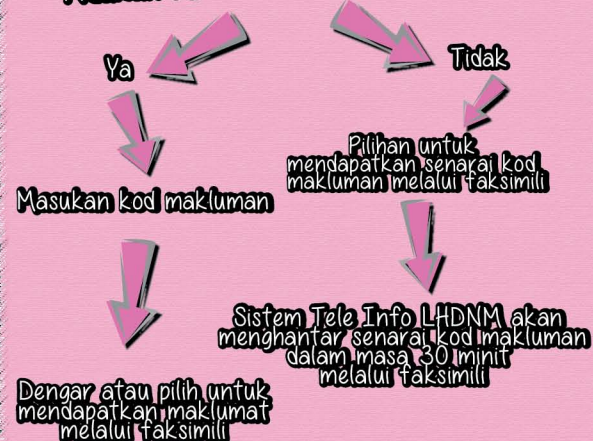 Ya
Tidak
Pilihan untuk
mendapatkan senarai kod
makluman melalui faksimili
Masukan kod makluman
Sistem Tele Info LHDNM akan
menghantar senarai kod makluman
dalam masa 30 minit
melalui faksimili
Dengar atau pilih untuk
mendapatkan maklumat
melalui faksimili